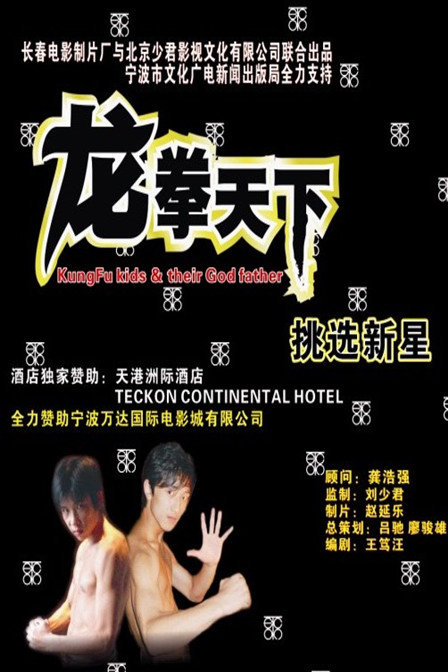 长春电影制片厂与北京少君影视文化有限公司联合出品
宁波市文化广电新闻出版局全力支持
龙拳天下
KungFu kids & their God father
挑选新星
酒店独家赞助：天港洲际酒店
TECKON CONTINENTAL HOTEL
全力赞助宁波万达国际电影城有限公司
顾问：龚浩强
监制：刘少君
制片：赵延乐
总策划：吕驰 廖骏雄
编剧：王笃汪